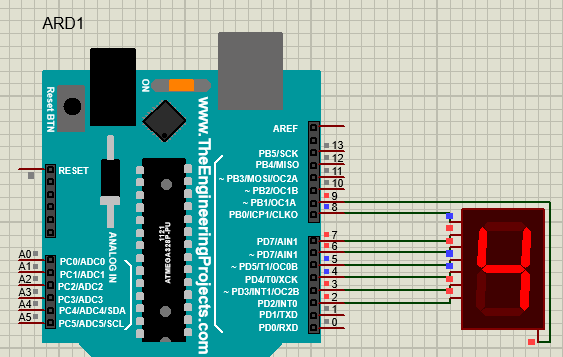 ARD1
ON
Reset BTN
www.TheEngineeringProjects.com
AREF
PB5/SCK 13
PB4/MISO 12
~ PB3/MOSI/OC2A 11
~ PB2/OC1B 10
~ PB1/OC1A 9
PB0/ICP1/CLKO 8
RESET
1121
ATMEGA328P-PU
ANALOG IN
PD7/AIN1 7
~ PD7/AIN1 6
~ PD5/T1/OC0B 5
PD4/T0/XCK 4
~ PD3/INT1/OC2B 3
PD2/INT0 2
PD1/TXD 1
PD0/RXD 0
A0 PC0/ADC0
A1 PC1/ADC1
A2 PC2/ADC2
A3 PC3/ADC3
A4 PC4/ADC4/SDA
A5 PC5/ADC5/SCL
4